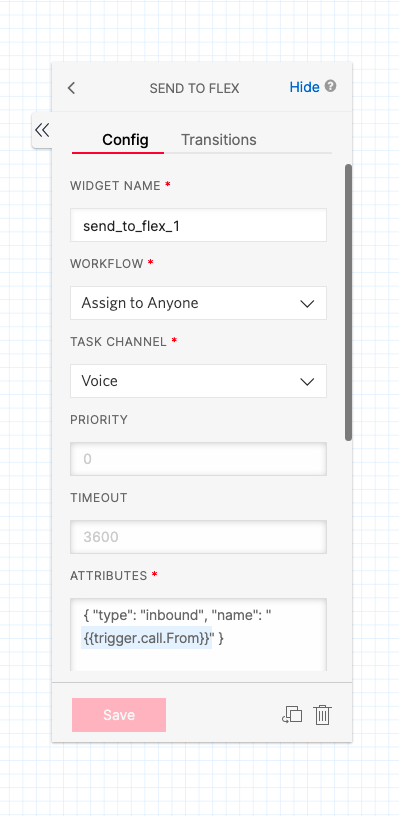 SEND TO FLEX
Hide ?
Config Transitions
WIDGET NAME *
send_to_flex_1
WORKFLOW *
Assign to Anyone
TASK CHANNEL *
Voice
PRIORITY
0
TIMEOUT
3600
ATTRIBUTES *
{ "type": "inbound", "name": "
{{trigger.call.From}}" }
Save